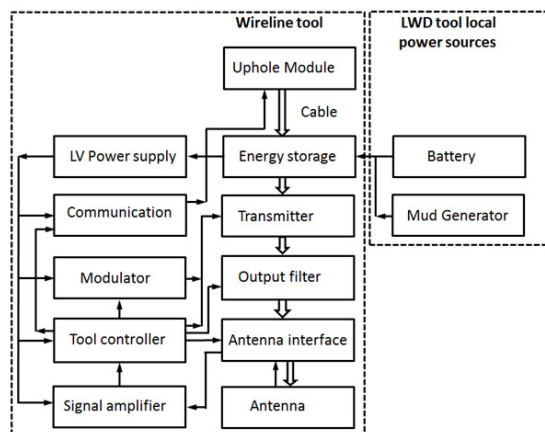 Wireline tool
LWD tool local
power sources
Uphole Module
Cable
LV Power supply
Energy storage
Battery
Communication
Transmitter
Mud Generator
Modulator
Output filter
Tool controller
Antenna interface
Signal amplifier
Antenna